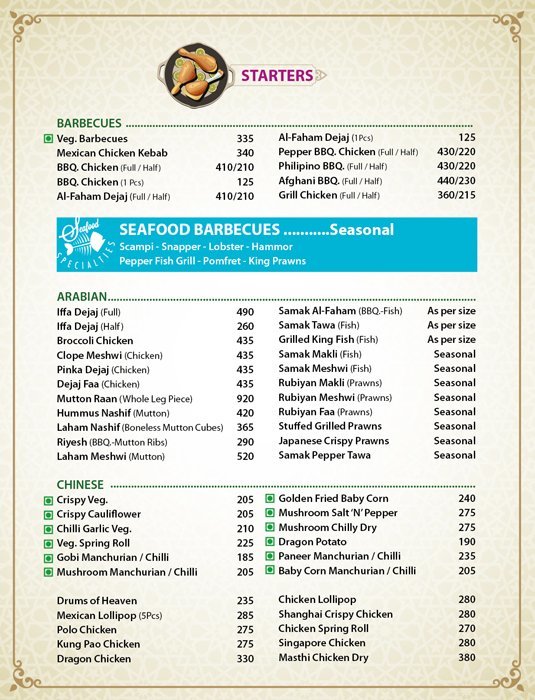 STARTERS
BARBECUES
Veg. Barbecues 335
Mexican Chicken Kebab 340
BBQ. Chicken (Full / Half) 410/210
BBQ. Chicken (1 Pcs) 125
Al-Faham Dejaj (Full / Half) 410/210
Al-Faham Dejaj (1Pcs) 125
Pepper BBQ. Chicken (Full / Half) 430/220
Philipino BBQ. (Full / Half) 430/220
Afghani BBQ. (Full / Half) 440/230
Grill Chicken (Full / Half) 360/215
Seafood
SPECIALTIES
SEAFOOD BARBECUES ...........Seasonal
Scampi - Snapper - Lobster - Hammor
Pepper Fish Grill - Pomfret - King Prawns
ARABIAN
Iffa Dejaj (Full) 490
Iffa Dejaj (Half) 260
Broccoli Chicken 435
Clope Meshwi (Chicken) 435
Pinka Dejaj (Chicken) 435
Dejaj Faa (Chicken) 435
Mutton Raan (Whole Leg Piece) 920
Hummus Nashif (Mutton) 420
Laham Nashif (Boneless Mutton Cubes) 365
Riyesh (BBQ.-Mutton Ribs) 290
Laham Meshwi (Mutton) 520
Samak Al-Faham (BBQ.-Fish) As per size
Samak Tawa (Fish) As per size
Grilled King Fish (Fish) As per size
Samak Makli (Fish) Seasonal
Samak Meshwi (Fish) Seasonal
Rubiyan Makli (Prawns) Seasonal
Rubiyan Meshwi (Prawns) Seasonal
Rubiyan Faa (Prawns) Seasonal
Stuffed Grilled Prawns Seasonal
Japanese Crispy Prawns Seasonal
Samak Pepper Tawa Seasonal
CHINESE
Crispy Veg. 205
Crispy Cauliflower 205
Chilli Garlic Veg. 210
Veg. Spring Roll 225
Gobi Manchurian / Chilli 185
Mushroom Manchurian / Chilli 205
Golden Fried Baby Corn 240
Mushroom Salt 'N' Pepper 275
Mushroom Chilly Dry 275
Dragon Potato 190
Paneer Manchurian / Chilli 235
Baby Corn Manchurian / Chilli 205
Drums of Heaven 235
Mexican Lollipop (5Pcs) 285
Polo Chicken 275
Kung Pao Chicken 275
Dragon Chicken 330
Chicken Lollipop 280
Shanghai Crispy Chicken 280
Chicken Spring Roll 270
Singapore Chicken 280
Masthi Chicken Dry 380